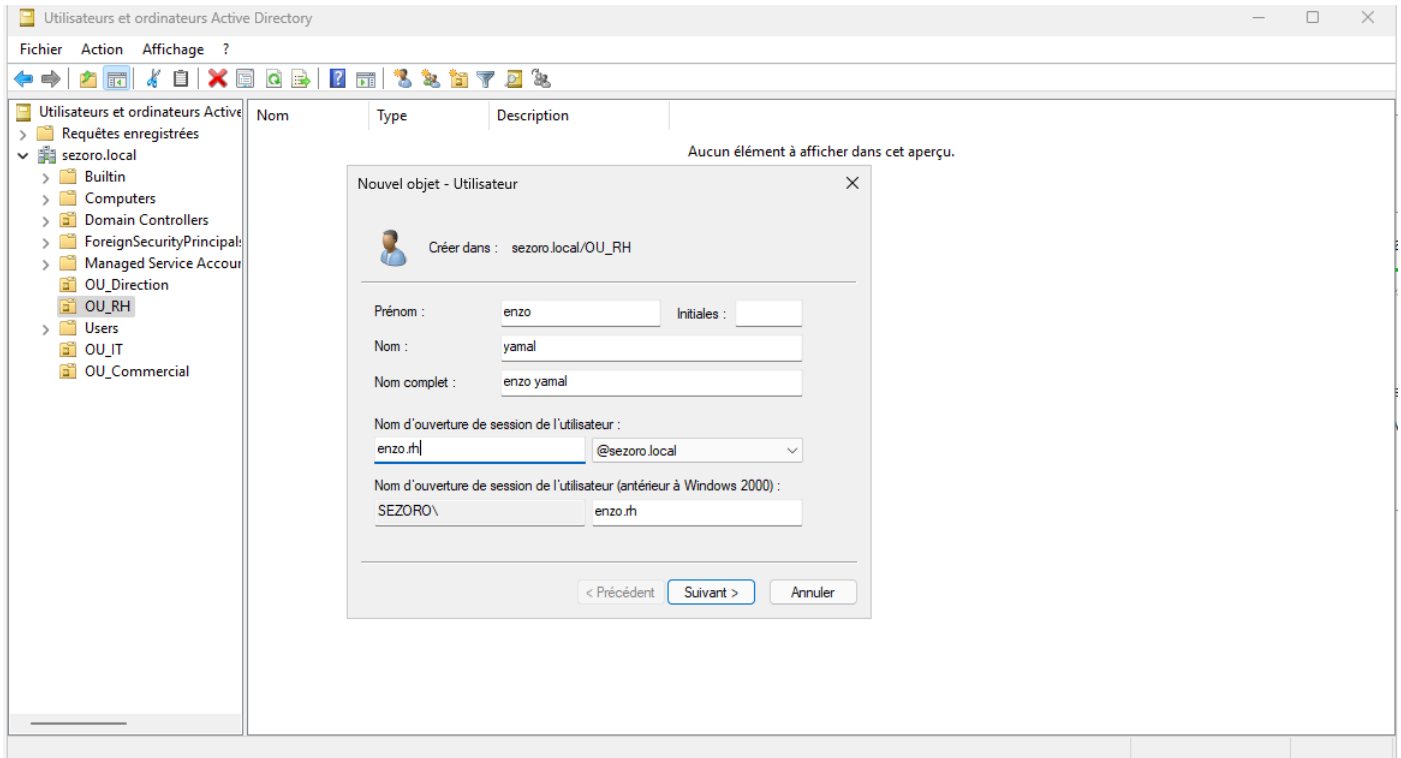 Utilisateurs et ordinateurs Active Directory
Fichier Action Affichage ?
Utilisateurs et ordinateurs Active
Requêtes enregistrées
sezoro.local
Builtin
Computers
Domain Controllers
ForeignSecurityPrincipal:
Managed Service Accour
OU_Direction
OU_RH
Users
OU_IT
OU_Commercial
Nom Type Description
Aucun élément à afficher dans cet aperçu.
Nouvel objet - Utilisateur
Créer dans : sezoro.local/OU_RH
Prénom : enzo Initiales :
Nom : yamal
Nom complet : enzo yamal
Nom d'ouverture de session de l'utilisateur :
enzo.rh @sezoro.local
Nom d'ouverture de session de l'utilisateur (antérieur à Windows 2000) :
SEZORO\ enzo.rh
< Précédent Suivant > Annuler